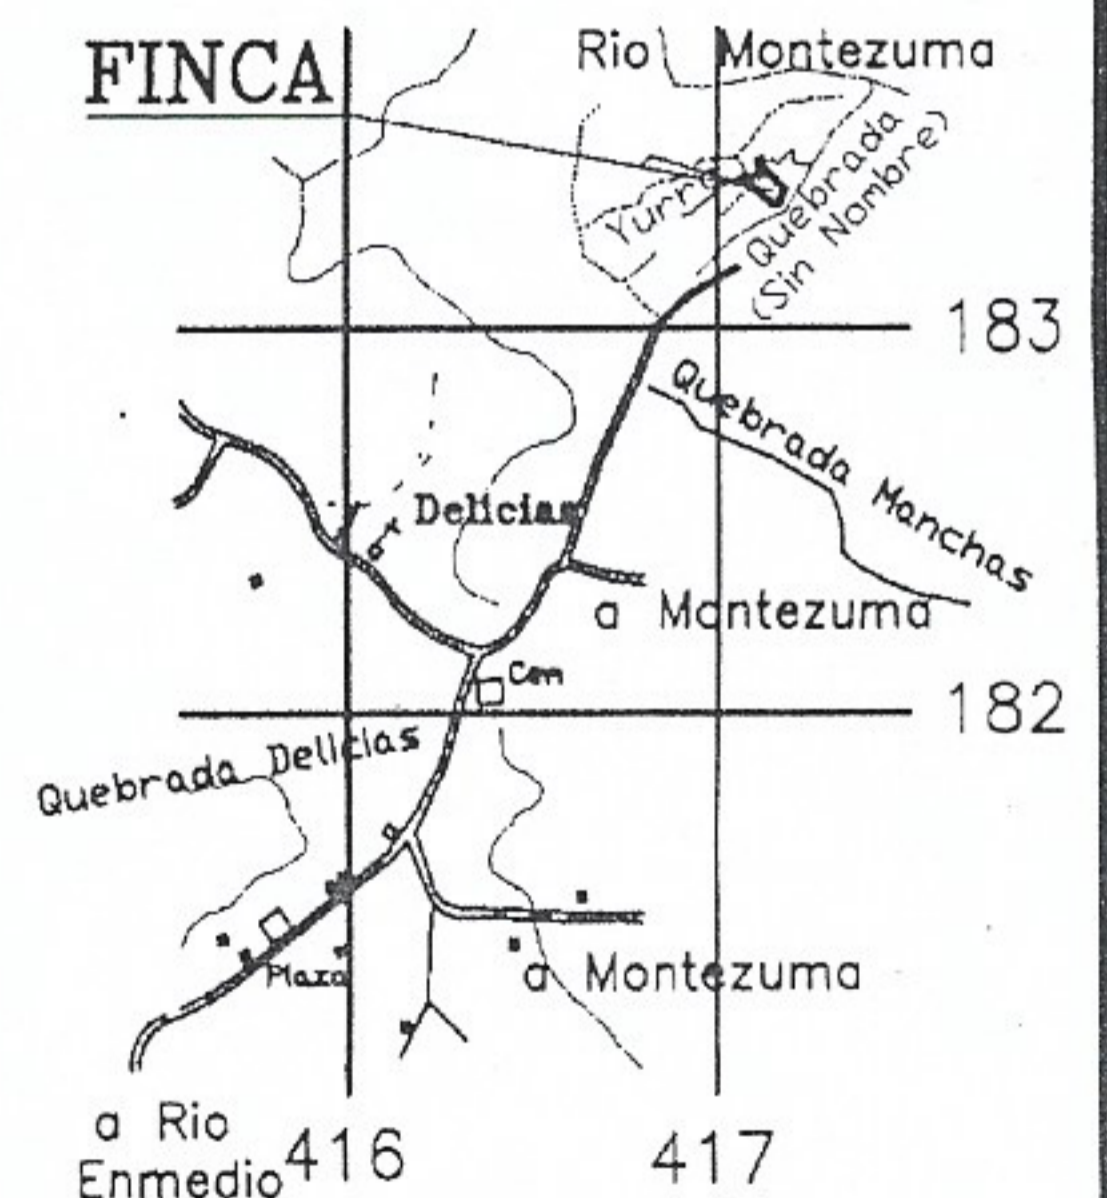 FINCA
Rio Montezuma
Yurro
Quebrada
(Sin Nombre)
183
Quebrada Manchas
Delicias
a Montezuma
Cem
182
Quebrada Delicias
Plaza
a Montezuma
a Rio
Enmedio
416
417